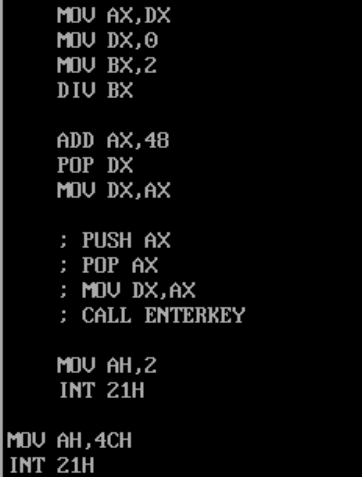 MOV AX,DX
MOV DX,0
MOV BX,2
DIV BX
ADD AX,48
POP DX
MOV DX,AX
; PUSH AX
; POP AX
; MOV DX,AX
; CALL ENTERKEY
MOV AH,2
INT 21H
MOV AH,4CH
INT 21H